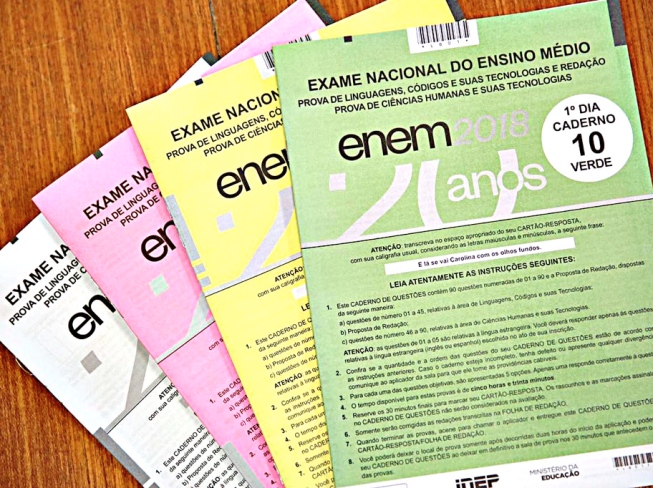 EXAME NACIONAL DO ENSINO MÉDIO
PROVA DE LINGUAGENS, CÓDIGOS E SUAS TECNOLOGIAS E REDAÇÃO
PROVA DE CIÊNCIAS HUMANAS E SUAS TECNOLOGIAS
enem2018
20 anos
1º DIA
CADERNO
10
VERDE
ATENÇÃO: transcreva no espaço apropriado do seu CARTÃO-RESPOSTA,
com sua caligrafia usual, considerando as letras maiúsculas e minúsculas, a seguinte frase:
E lá se vai Carolina com os olhos fundos.
LEIA ATENTAMENTE AS INSTRUÇÕES SEGUINTES:
1. Este CADERNO DE QUESTÕES contém 90 questões numeradas de 01 a 90 e a Proposta de Redação, dispostas
da seguinte maneira:
a) questões de número 01 a 45, relativas à área de Linguagens, Códigos e suas Tecnologias;
b) Proposta de Redação;
c) questões de número 46 a 90, relativas à área de Ciências Humanas e suas Tecnologias.
ATENÇÃO: as questões de 01 a 05 são relativas à língua estrangeira. Você deverá responder apenas às questões
relativas à língua estrangeira (inglês ou espanhol) escolhida no ato de sua inscrição.
2. Confira se a quantidade e a ordem das questões do seu CADERNO DE QUESTÕES estão de acordo com
as instruções anteriores. Caso o caderno esteja incompleto, tenha defeito ou apresente qualquer divergência,
comunique ao aplicador da sala para que ele tome as providências cabíveis.
3. Para cada uma das questões objetivas, são apresentadas 5 opções. Apenas uma responde corretamente à questão.
4. O tempo disponível para estas provas é de cinco horas e trinta minutos.
5. Reserve os 30 minutos finais para marcar seu CARTÃO-RESPOSTA. Os rascunhos e as marcações assinaladas
no CADERNO DE QUESTÕES não serão considerados na avaliação.
6. Somente serão corrigidas as redações transcritas na FOLHA DE REDAÇÃO.
7. Quando terminar as provas, acene para chamar o aplicador e entregue este CADERNO DE QUESTÕES e o
CARTÃO-RESPOSTA/FOLHA DE REDAÇÃO.
8. Você poderá deixar o local de prova somente após decorridas duas horas do início da aplicação e poderá
seu CADERNO DE QUESTÕES ao deixar em definitivo a sala de prova nos 30 minutos que antecedem o
das provas.
inep
MINISTÉRIO DA
EDUCAÇÃO
EXAME NACION
PROVA DE LINGUAGENS, CÓ
PROVA DE CIÊNCIAS
enem
ATENÇÃO
com sua caligrafia
EXAME NA
PROVA DE LINGUAGEN
PROVA DE C
en
EXAME NA
PROVA DE LINGUAGENS
PROVA DE C
enem